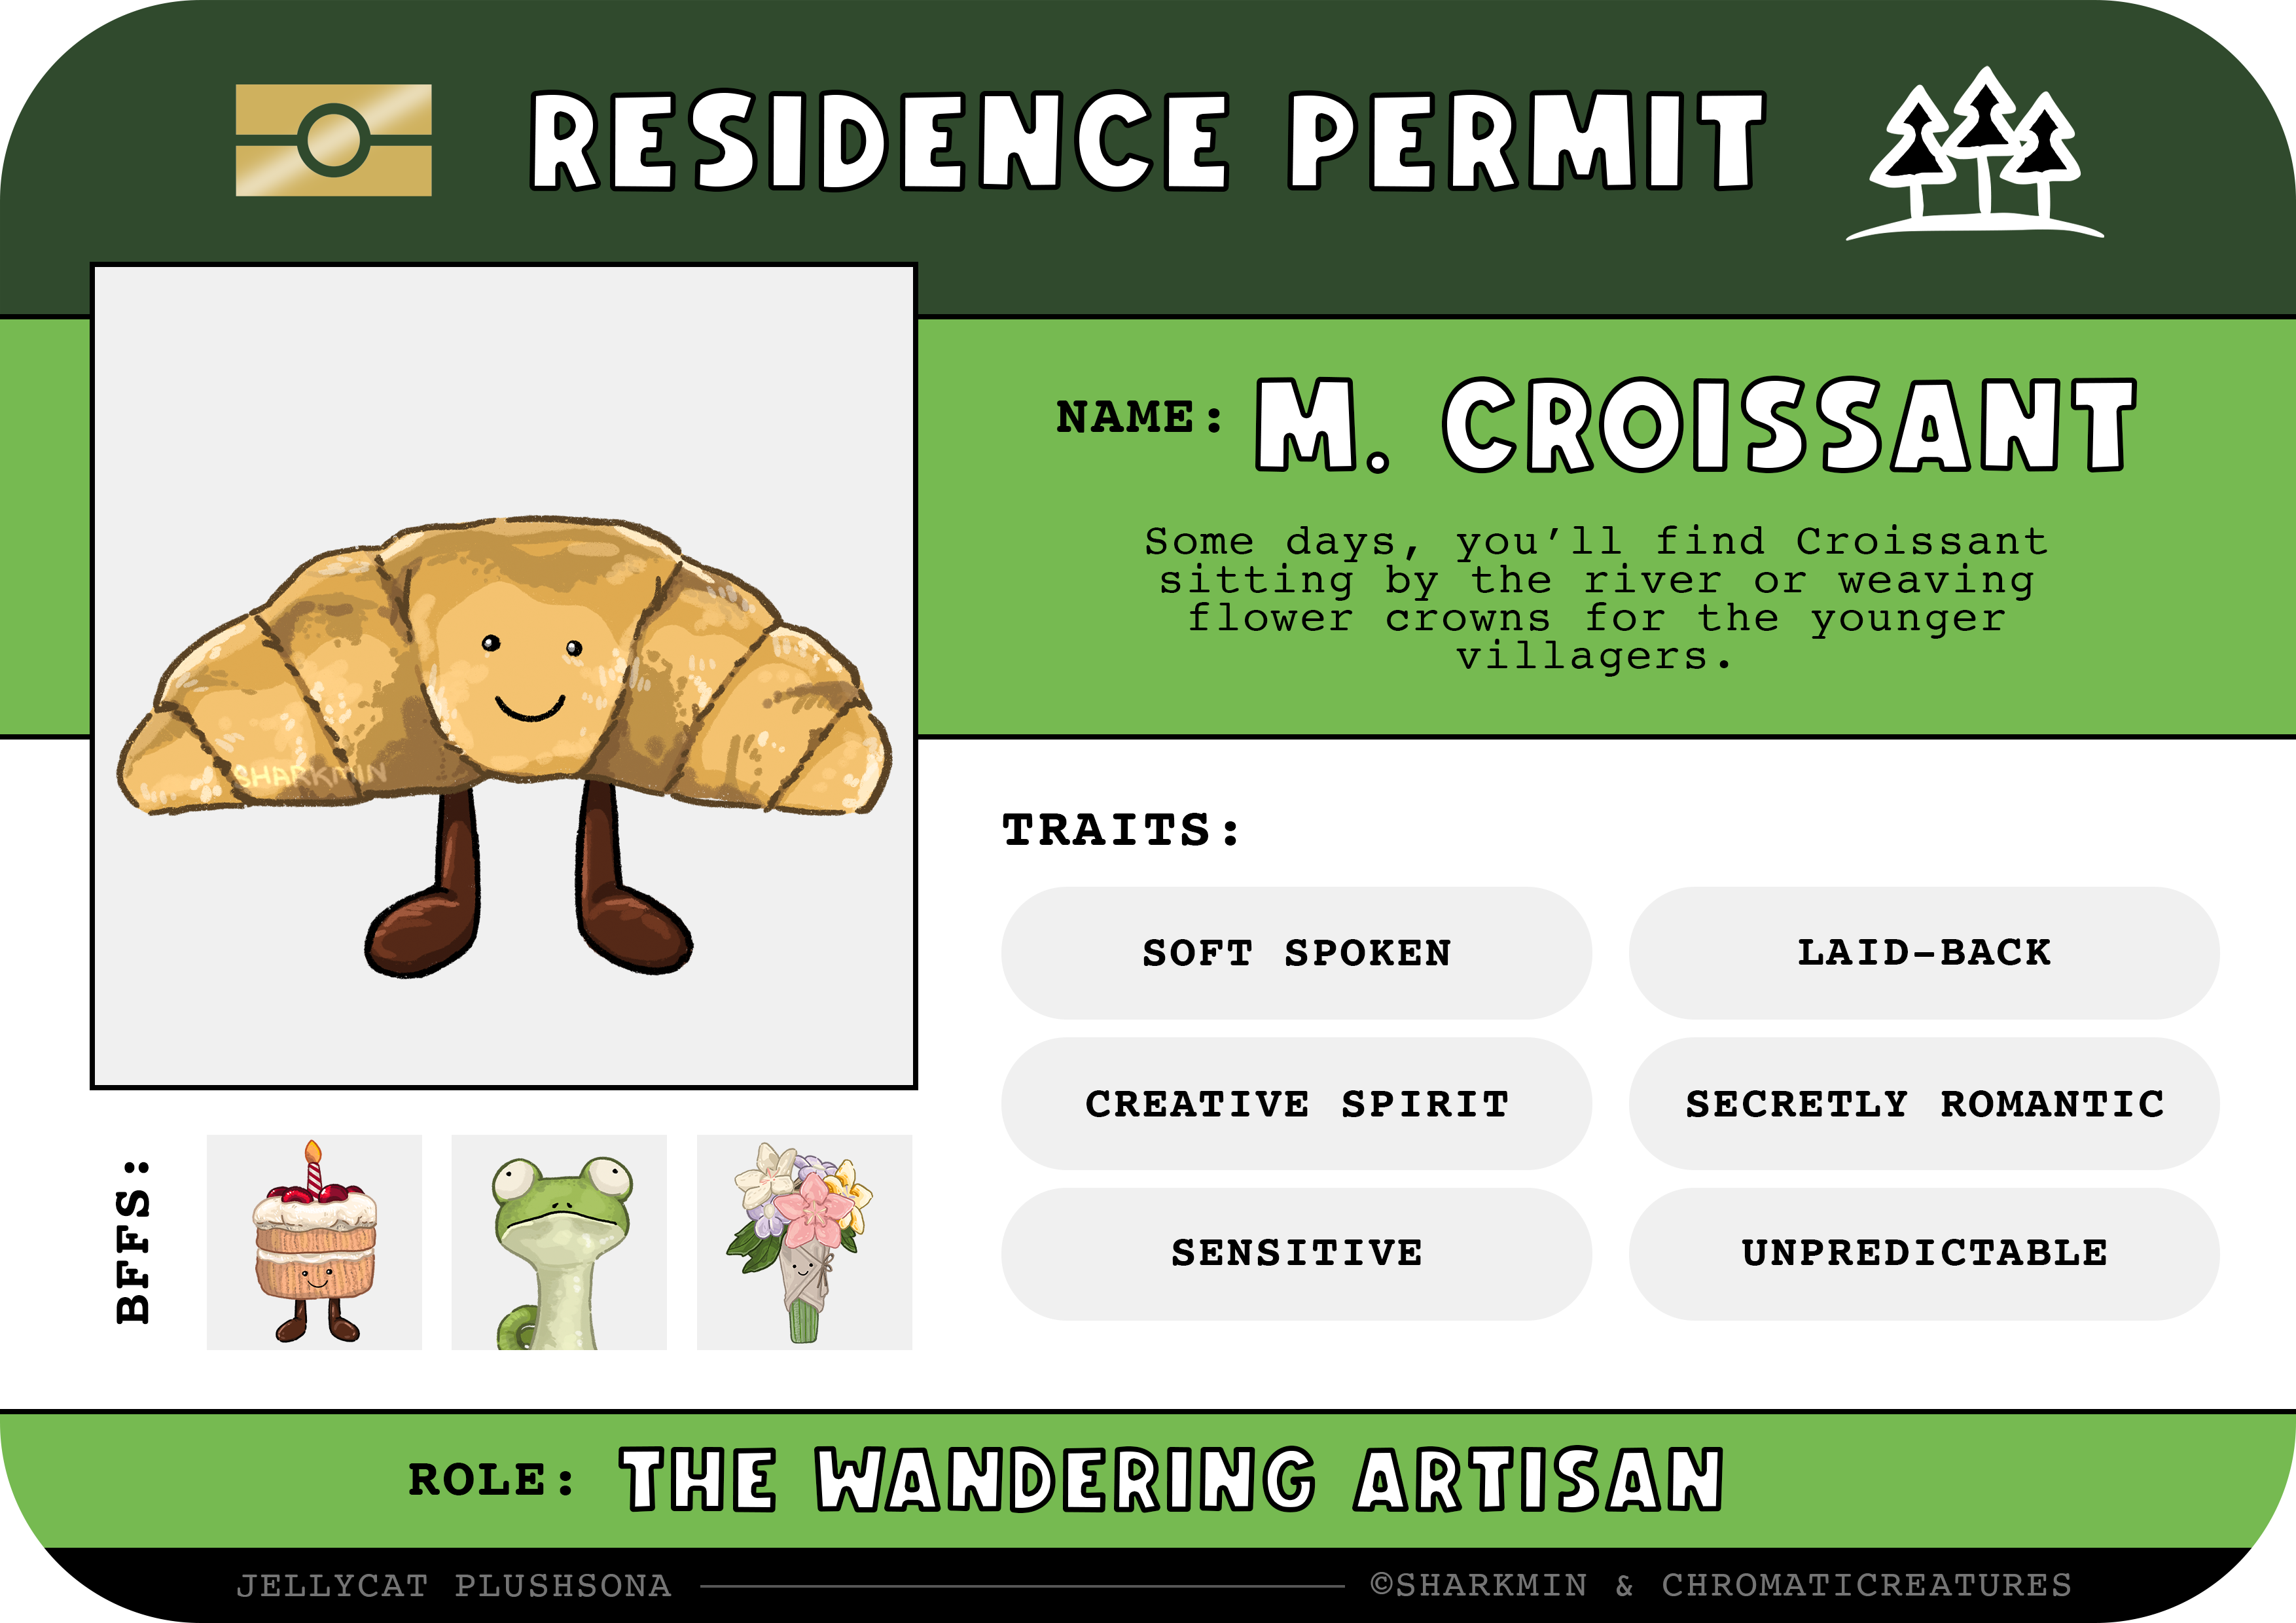 RESIDENCE PERMIT
NAME: M. CROISSANT
Some days, you’ll find Croissant
sitting by the river or weaving
flower crowns for the younger
villagers.
SHARKMIN
TRAITS:
SOFT SPOKEN
LAID-BACK
CREATIVE SPIRIT
SECRETLY ROMANTIC
SENSITIVE
UNPREDICTABLE
BFFS:
ROLE: THE WANDERING ARTISAN
JELLYCAT PLUSHSONA
©SHARKMIN & CHROMATICREATURES